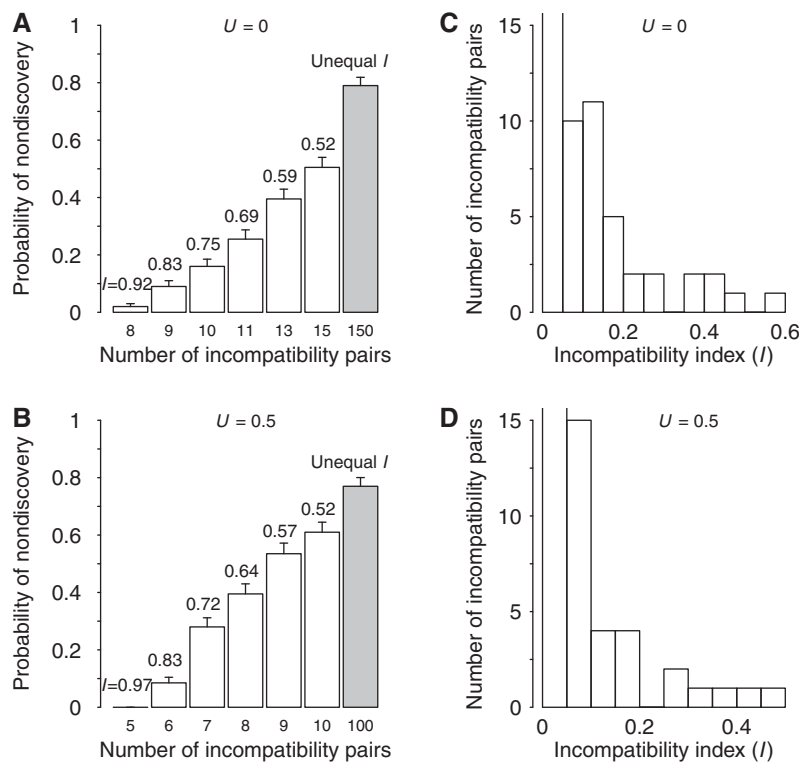 A
U = 0
Probability of nondiscovery
1
0.8
0.6
0.4
0.2
0
I=0.92
0.83
0.75
0.69
0.59
0.52
Unequal I
8 9 10 11 13 15 150
Number of incompatibility pairs
C
U = 0
Number of incompatibility pairs
15
10
5
0
0 0.2 0.4 0.6
Incompatibility index (I)
B
U = 0.5
Probability of nondiscovery
1
0.8
0.6
0.4
0.2
0
I=0.97
0.83
0.72
0.64
0.57
0.52
Unequal I
5 6 7 8 9 10 100
Number of incompatibility pairs
D
U = 0.5
Number of incompatibility pairs
15
10
5
0
0 0.2 0.4
Incompatibility index (I)